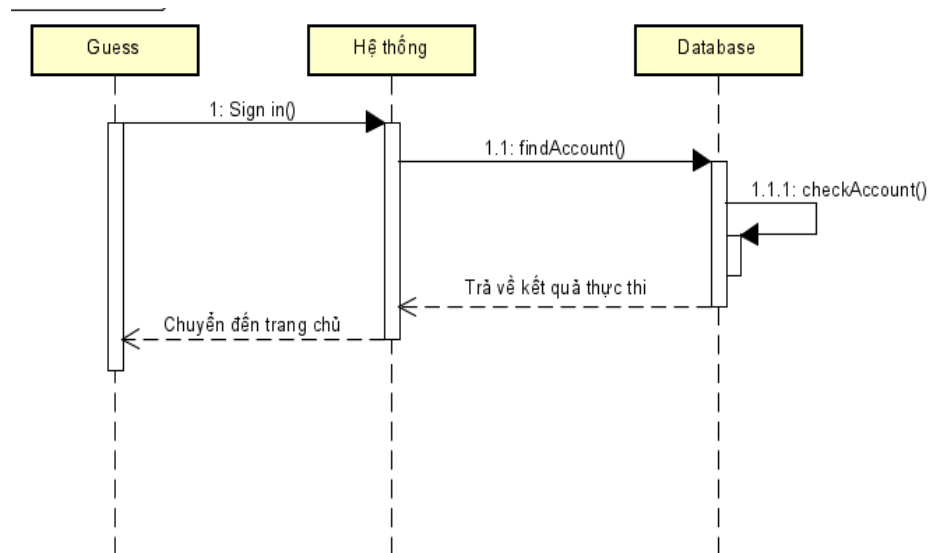 Guess
Hệ thống
Database
1: Sign in()
1.1: findAccount()
1.1.1: checkAccount()
Trả về kết quả thực thi
Chuyển đến trang chủ